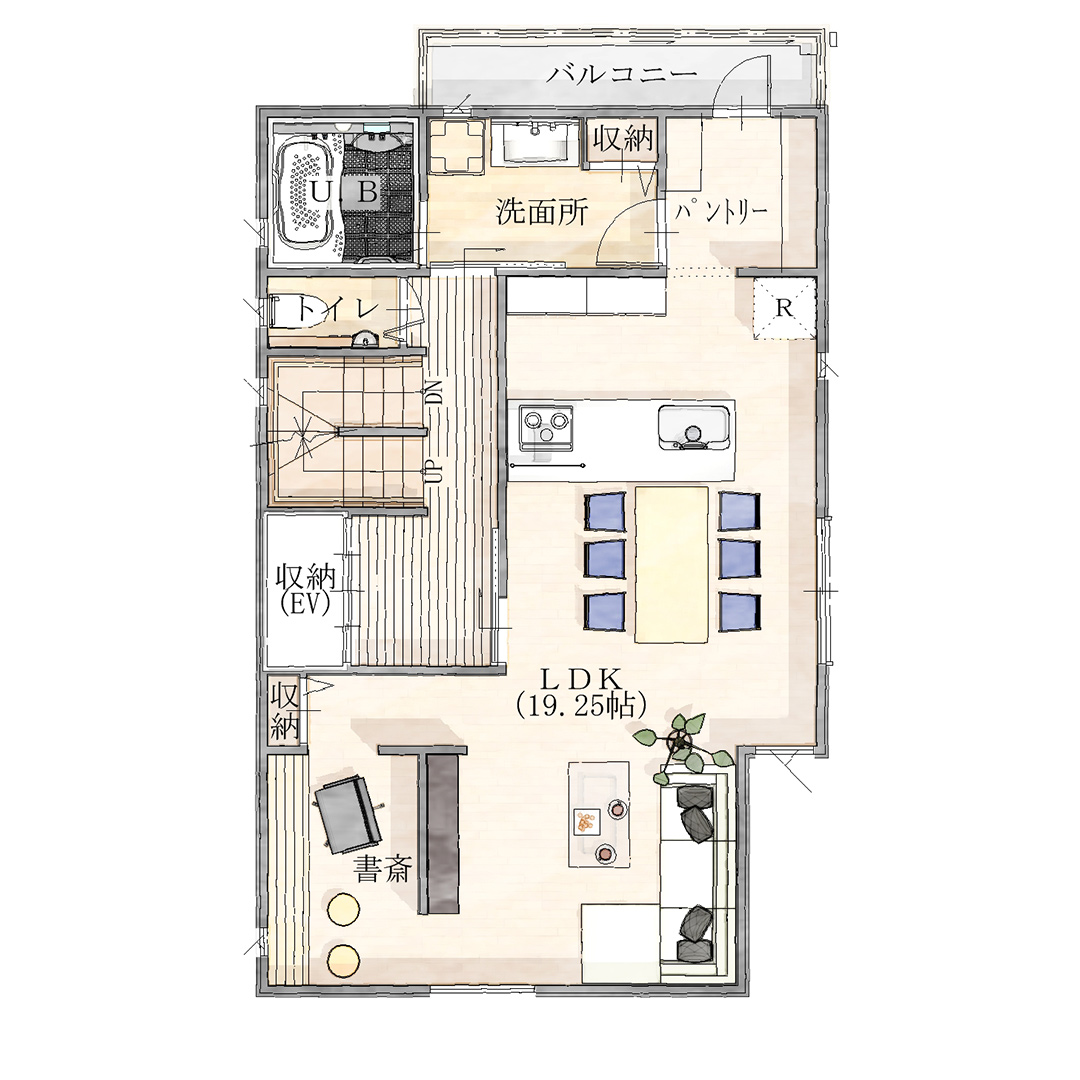 バルコニー
収納
U.B
洗面所
パントリー
トイレ
R
DN
UP
収納
(EV)
LDK
(19.25帖)
収納
書斎